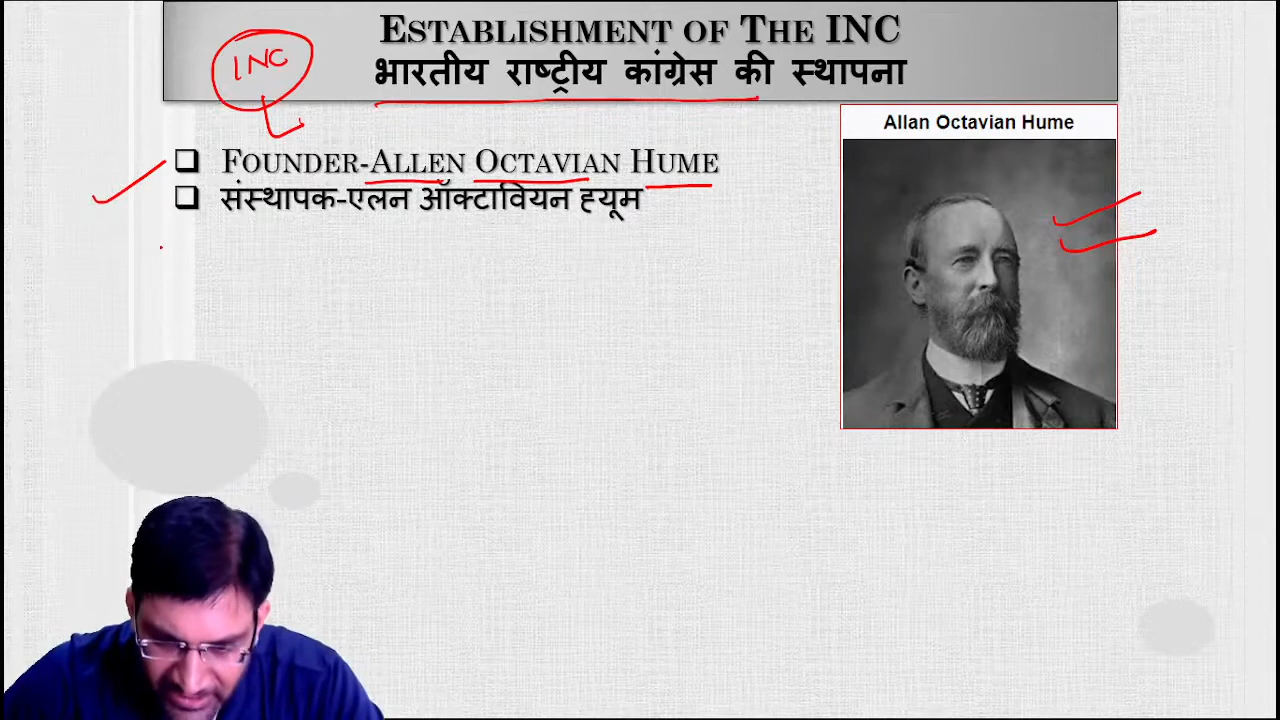 ESTABLISHMENT OF THE INC
भारतीय राष्ट्रीय कांग्रेस की स्थापना
INC
Allan Octavian Hume
FOUNDER-ALLEN OCTAVIAN HUME
संस्थापक-एलन ऑक्टावियन ह्यूम